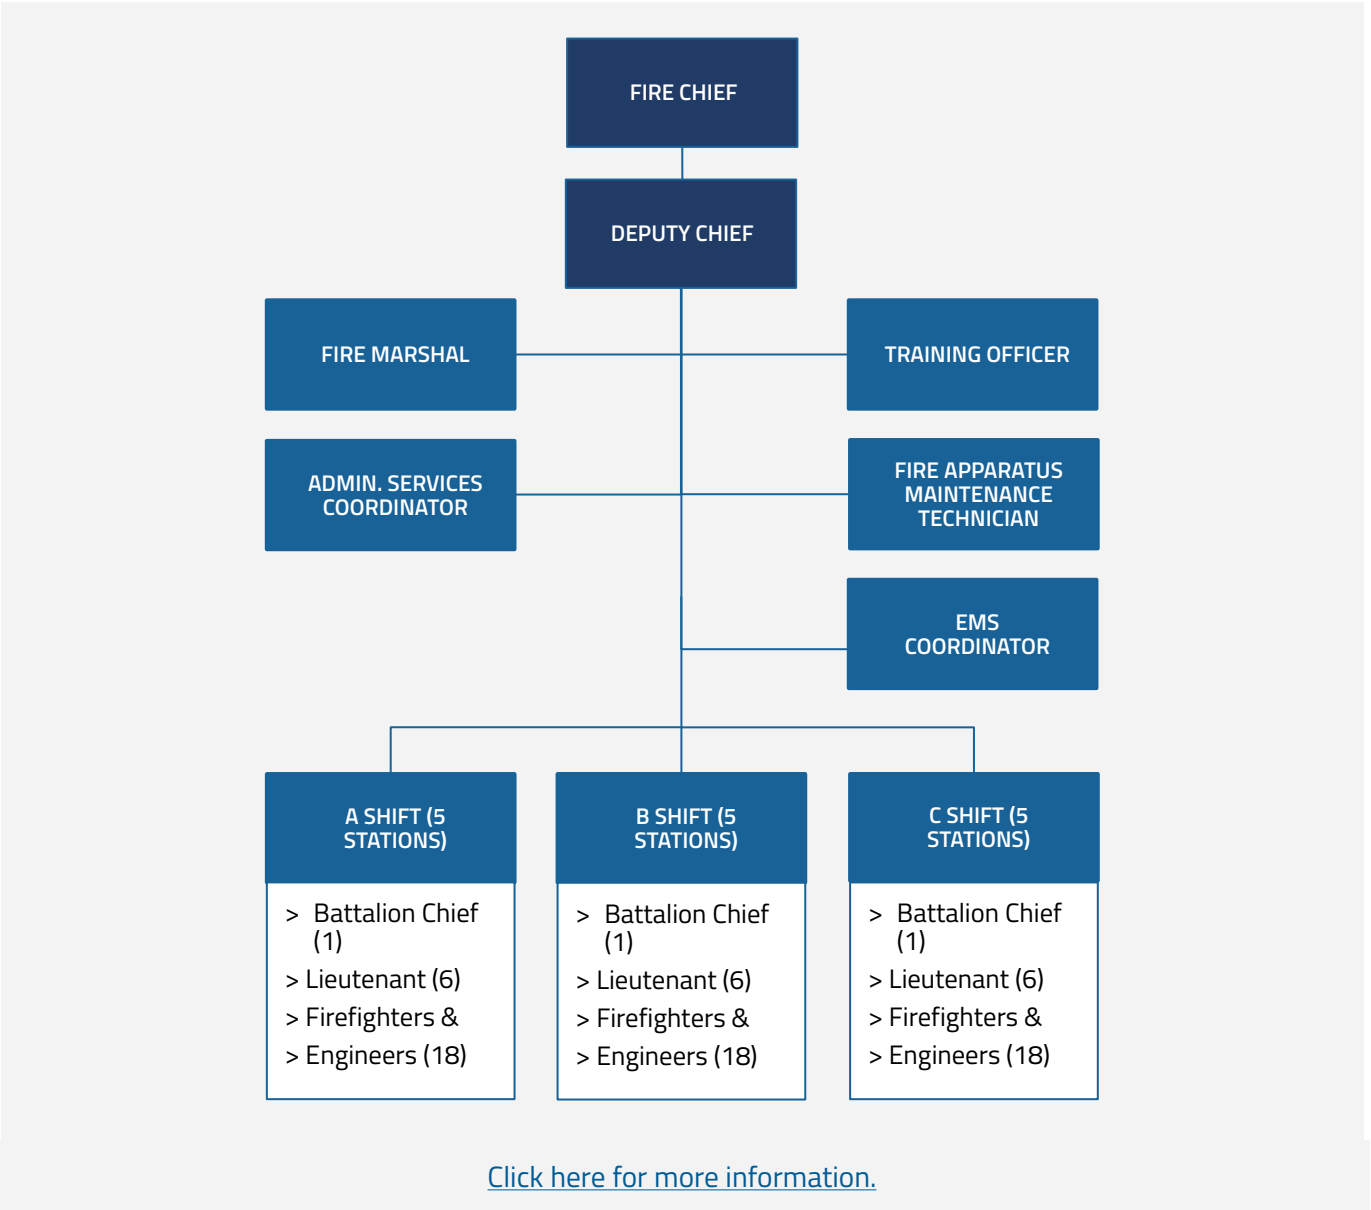 FIRE CHIEF
DEPUTY CHIEF
FIRE MARSHAL
TRAINING OFFICER
ADMIN. SERVICES
COORDINATOR
FIRE APPARATUS
MAINTENANCE
TECHNICIAN
EMS
COORDINATOR
A SHIFT (5
STATIONS)
> Battalion Chief
(1)
> Lieutenant (6)
> Firefighters &
> Engineers (18)
B SHIFT (5
STATIONS)
> Battalion Chief
(1)
> Lieutenant (6)
> Firefighters &
> Engineers (18)
C SHIFT (5
STATIONS)
> Battalion Chief
(1)
> Lieutenant (6)
> Firefighters &
> Engineers (18)
Click here for more information.